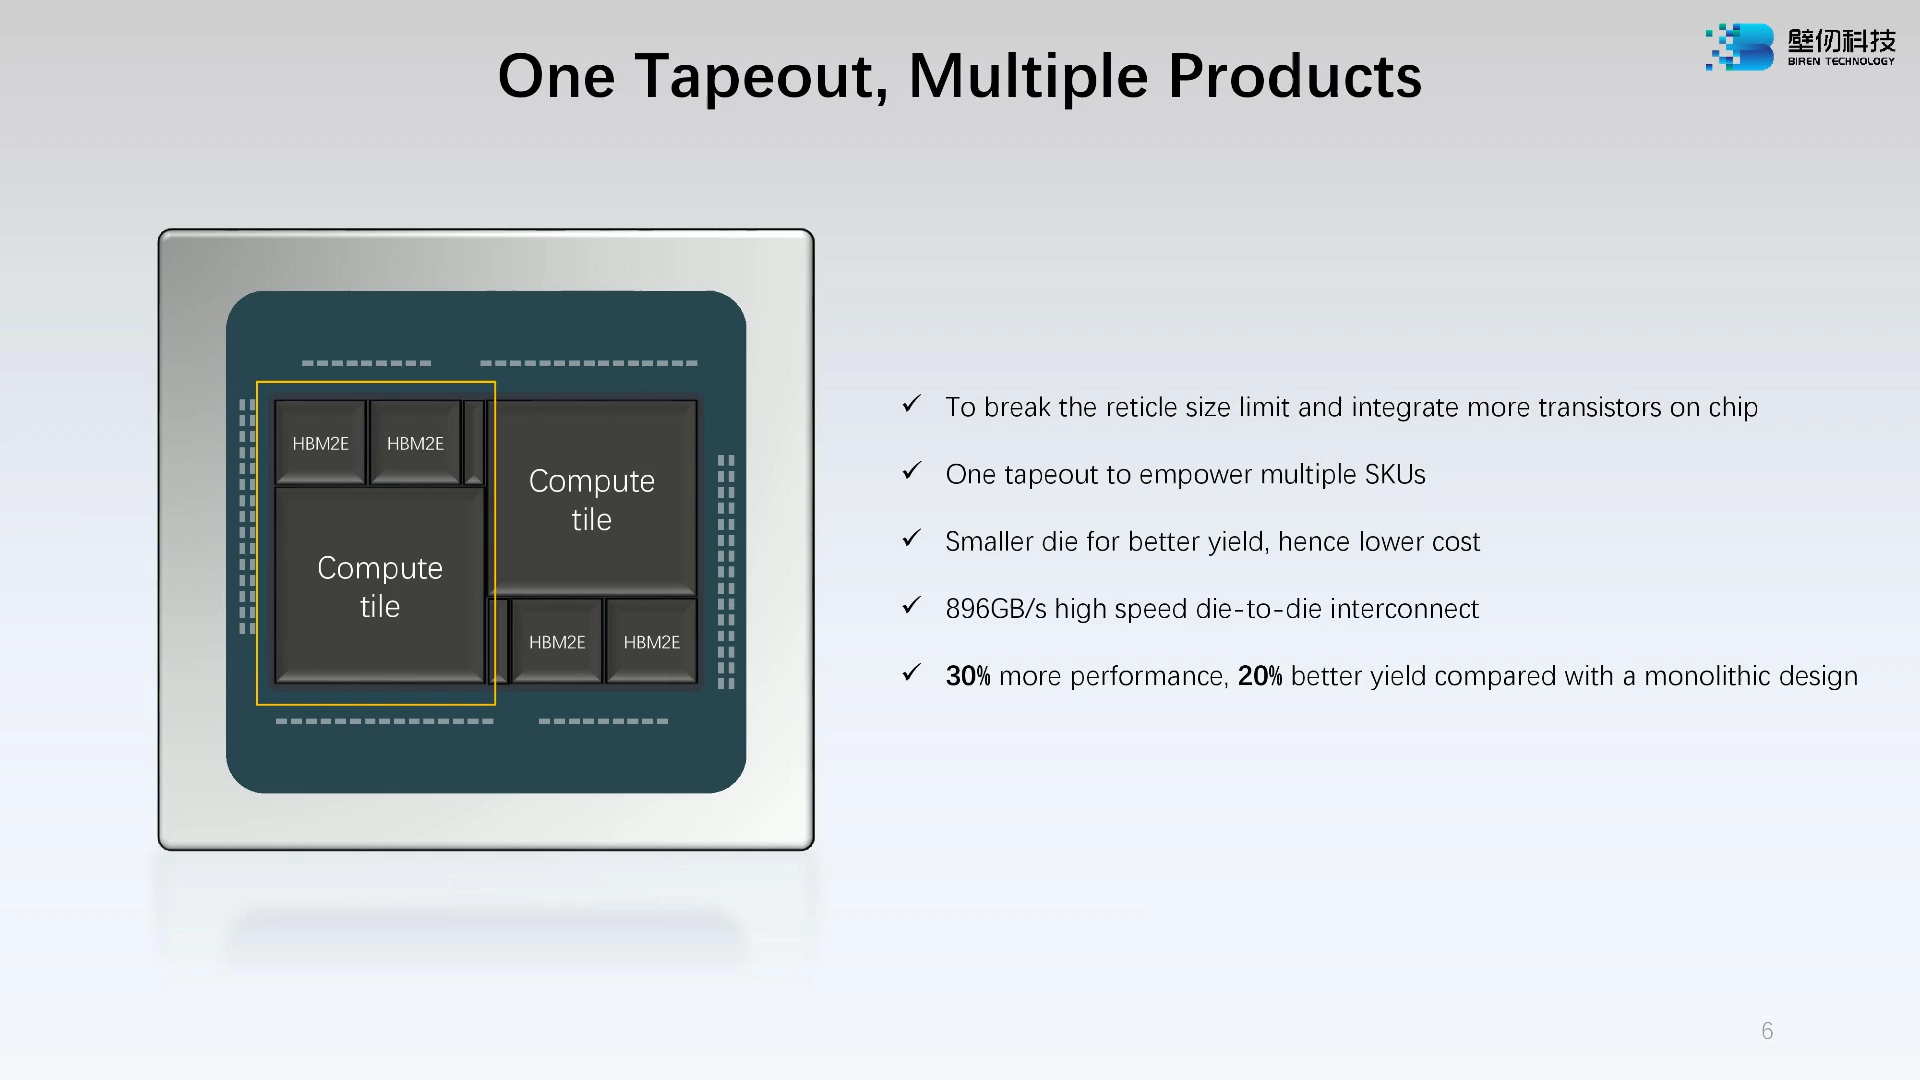 One Tapeout, Multiple Products
壁仞科技
BIREN TECHNOLOGY
HBM2E
HBM2E
Compute
tile
Compute
tile
HBM2E
HBM2E
To break the reticle size limit and integrate more transistors on chip
One tapeout to empower multiple SKUs
Smaller die for better yield, hence lower cost
896GB/s high speed die-to-die interconnect
30% more performance, 20% better yield compared with a monolithic design
6